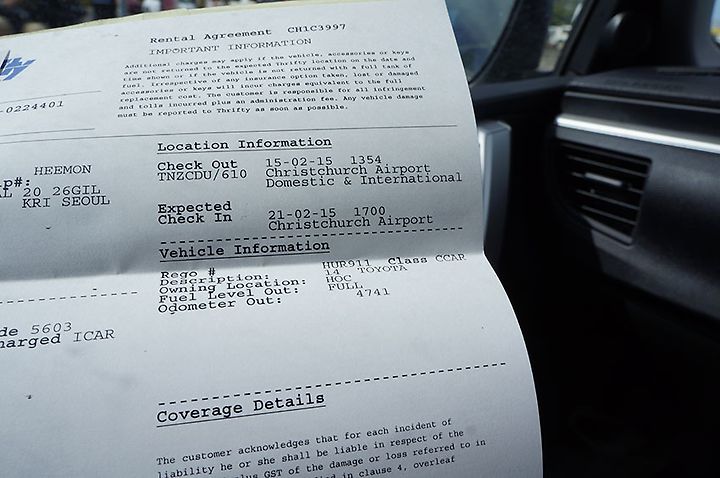 Rental Agreement CH1C3997
IMPORTANT INFORMATION
Additional charges may apply if the vehicle, accessories or keys
are not returned to the expected Thrifty location on the date and
time shown or if the vehicle is not returned with a full tank of
fuel. Irrespective of any insurance option taken, lost or damaged
accessories or keys will incur charges equivalent to the full
replacement cost. The customer is responsible for all infringement
and tolls incurred plus an administration fee. Any vehicle damage
must be reported to Thrifty as soon as possible.
-0224401
HEEMON
p#:
AL 20 26GIL
KRI SEOUL
Location Information
Check Out 15-02-15 1354
TNZCDU/610 Christchurch Airport
Domestic & International
Expected
Check In 21-02-15 1700
Christchurch Airport
Vehicle Information
Rego # HUR911 Class CCAR
Description: 14 TOYOTA
Owning Location: HOC
Fuel Level Out: FULL
Odometer Out: 4741
de 5603
harged ICAR
Coverage Details
The customer acknowledges that for each incident of
liability he or she shall be liable in respect of the
plus GST of the damage or loss referred to in
in clause 4, overleaf